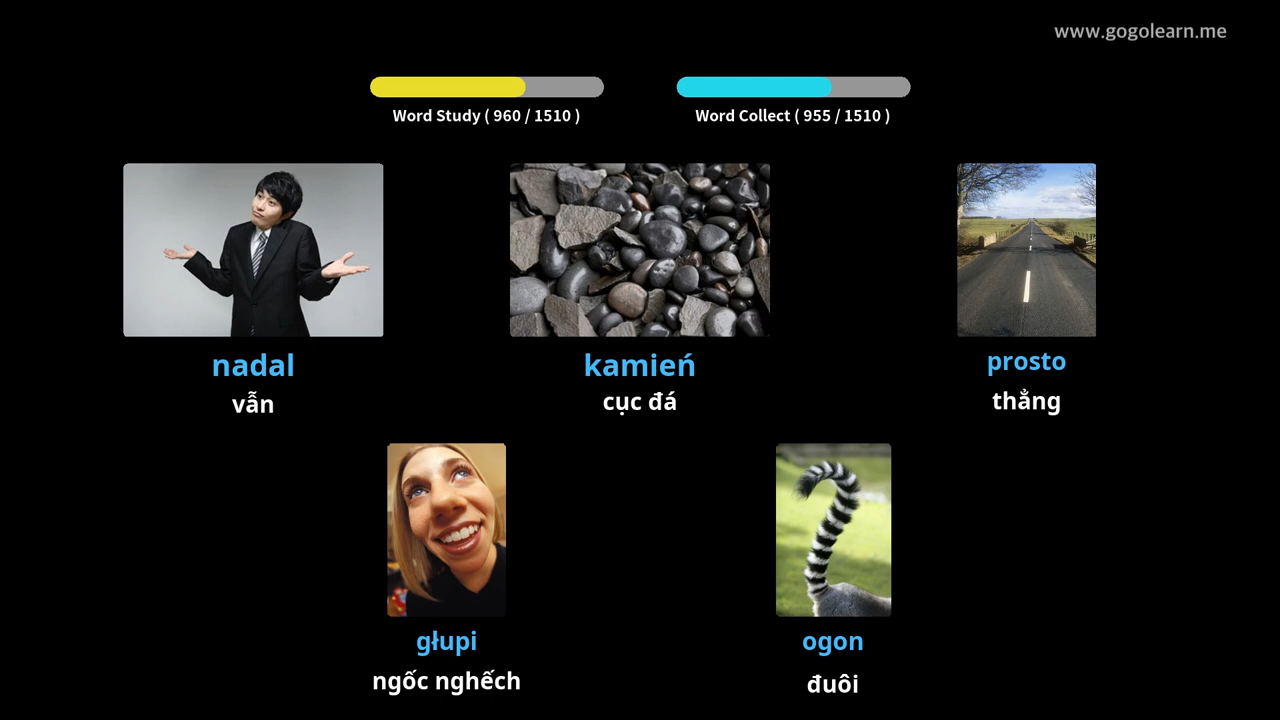 www.gogolearn.me
Word Study ( 960 / 1510 )
Word Collect ( 955 / 1510 )
nadal
vẫn
kamień
cục đá
prosto
thẳng
głupi
ngốc nghếch
ogon
đuôi